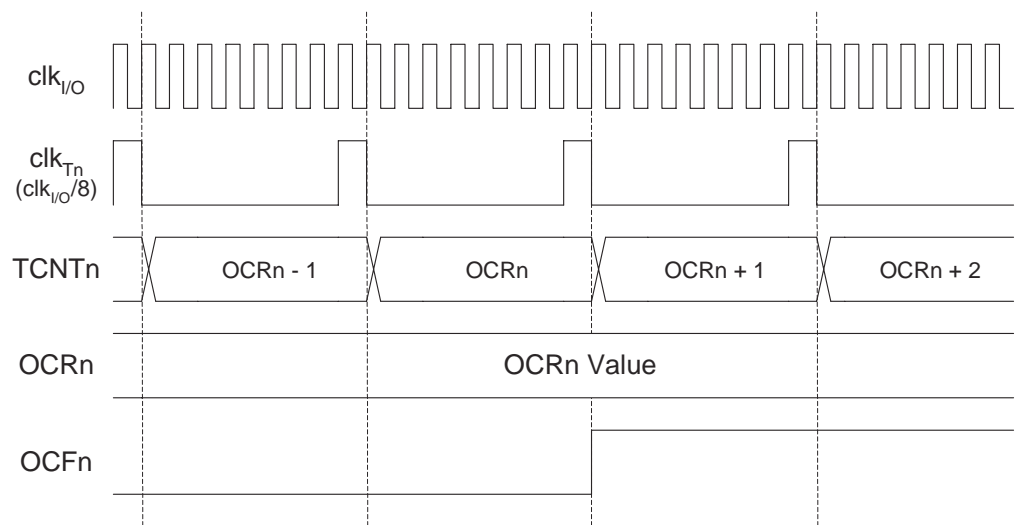 clkI/O
clkTn
(clkI/O/8)
TCNTn OCRn - 1 OCRn OCRn + 1 OCRn + 2
OCRn OCRn Value
OCFn